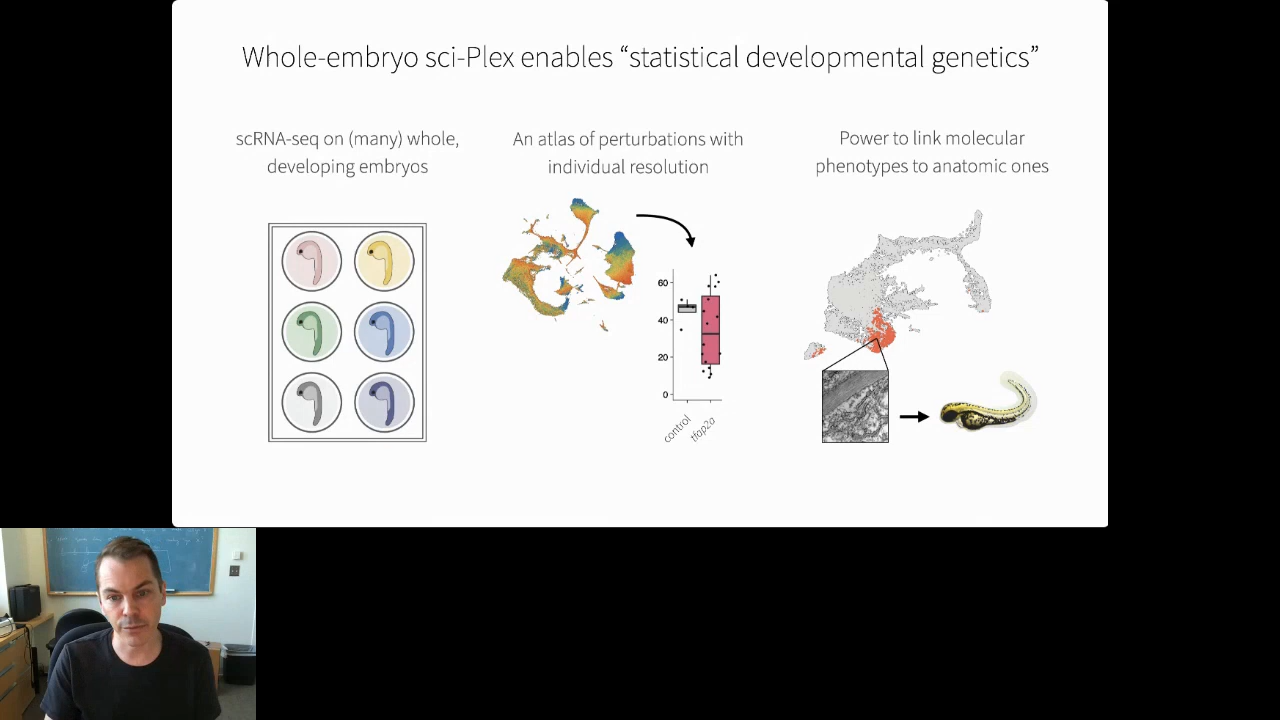 Whole-embryo sci-Plex enables “statistical developmental genetics”
scRNA-seq on (many) whole,
developing embryos
An atlas of perturbations with
individual resolution
Power to link molecular
phenotypes to anatomic ones
60
40
20
0
control
tfap2a